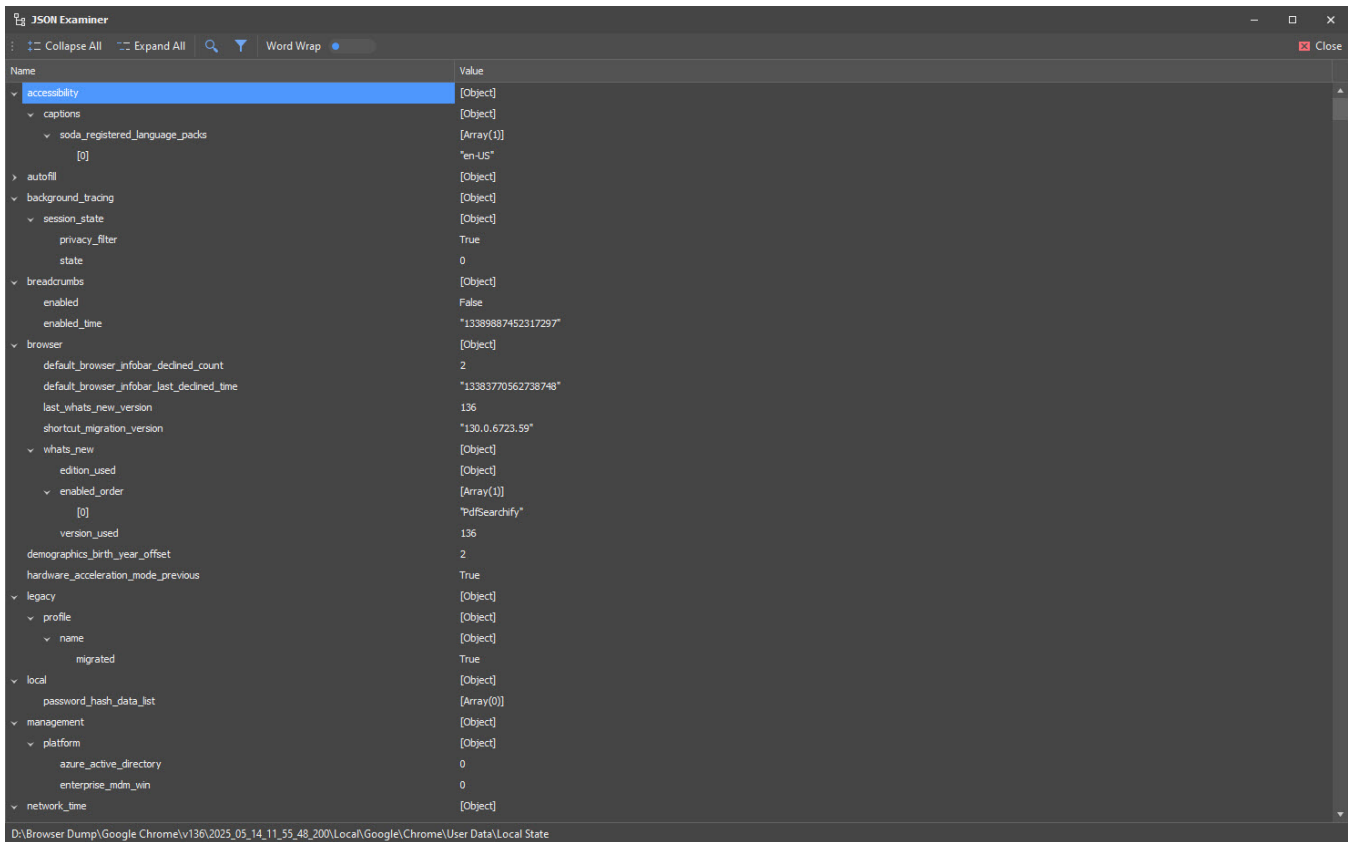 JSON Examiner
Collapse All Expand All Word Wrap Close
Name Value
accessibility [Object]
captions [Object]
soda_registered_language_packs [Array(1)]
[0] "en-US"
autofill [Object]
background_tracing [Object]
session_state [Object]
privacy_filter True
state 0
breadcrumbs [Object]
enabled False
enabled_time "13389887452317297"
browser [Object]
default_browser_infobar_declined_count 2
default_browser_infobar_last_declined_time "13383770562738748"
last_whats_new_version 136
shortcut_migration_version "130.0.6723.59"
whats_new [Object]
edition_used [Object]
enabled_order [Array(1)]
[0] "PdfSearchify"
version_used 136
demographics_birth_year_offset 2
hardware_acceleration_mode_previous True
legacy [Object]
profile [Object]
name [Object]
migrated True
local [Object]
password_hash_data_list [Array(0)]
management [Object]
platform [Object]
azure_active_directory 0
enterprise_mdm_win 0
network_time [Object]
D:\Browser Dump\Google Chrome\v136\2025_05_14_11_55_48_200\Local\Google\Chrome\User Data\Local State